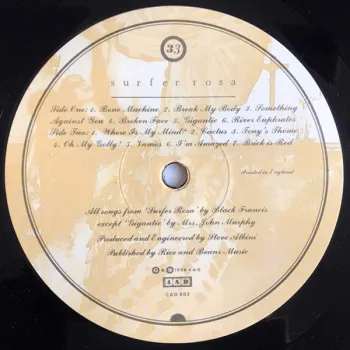 33
surfer rosa
Side One: 1. Bone Machine 2. Break My Body 3. Something
Against You 4. Broken Face 5. Gigantic 6. River Euphrates
Side Two: 1. Where Is My Mind? 2. Cactus 3. Tony's Theme
4. Oh My Golly! 5. Vamos 6. I'm Amazed 7. Brick is Red
Printed in England
All songs from 'Surfer Rosa' by Black Francis
except 'Gigantic' by Mrs. John Murphy
Produced and Engineered by Steve Albini
Published by Rice and Beans Music
4AD
CAD 803